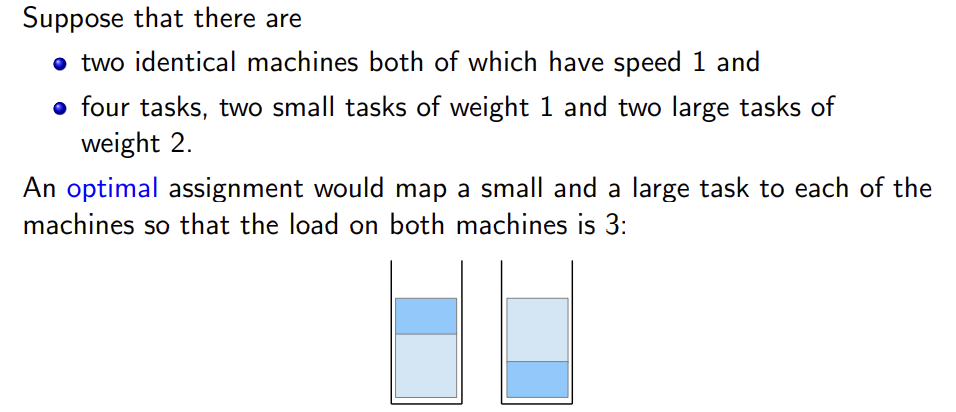 Suppose that there are
two identical machines both of which have speed 1 and
four tasks, two small tasks of weight 1 and two large tasks of
weight 2.
An optimal assignment would map a small and a large task to each of the
machines so that the load on both machines is 3: